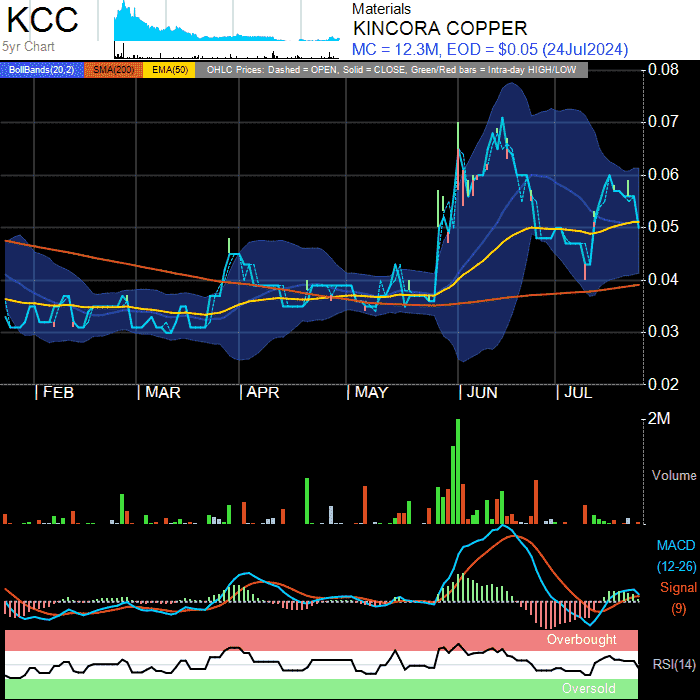 KCC
5yr Chart
Materials
KINCORA COPPER
MC = 12.3M, EOD = $0.05 (24Jul2024)
BollBands(20,2) SMA(200) EMA(50) OHLC Prices: Dashed = OPEN, Solid = CLOSE, Green/Red bars = Intra-day HIGH/LOW
0.08
0.07
0.06
0.05
0.04
0.03
0.02
FEB MAR APR MAY JUN JUL
2M
Volume
MACD
(12-26)
Signal
(9)
Overbought
RSI(14)
Oversold